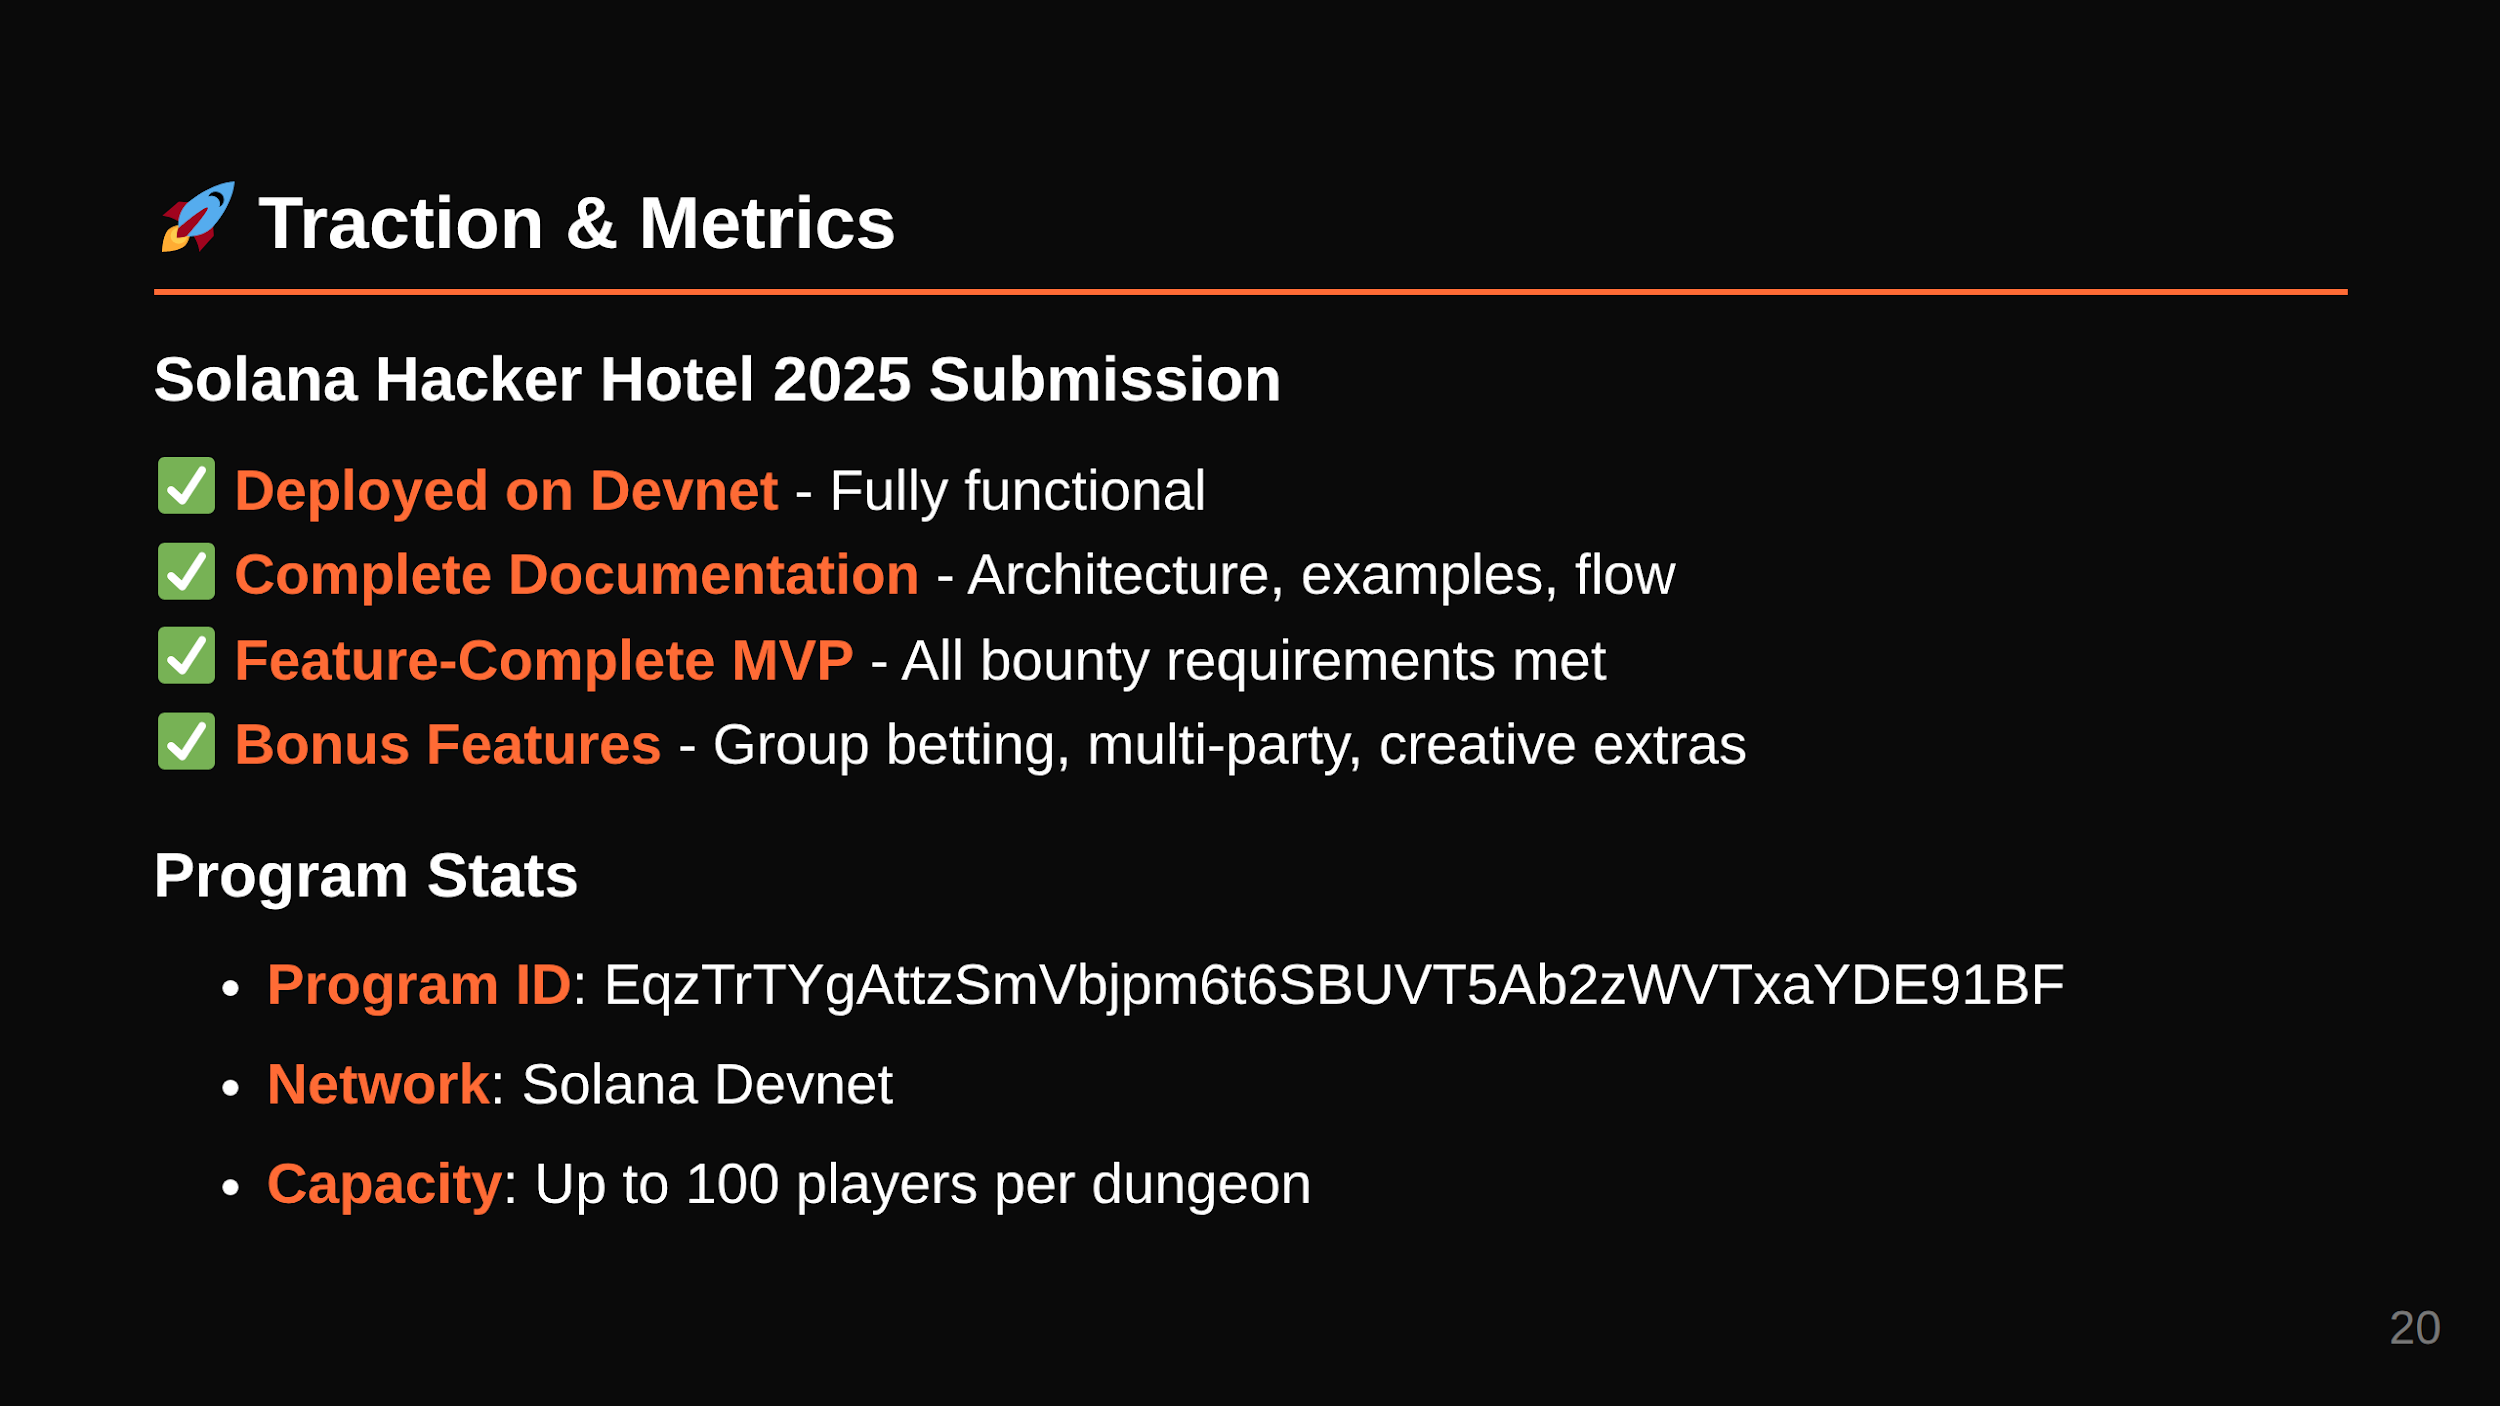 🚀 Traction & Metrics
Solana Hacker Hotel 2025 Submission
✅ Deployed on Devnet - Fully functional
✅ Complete Documentation - Architecture, examples, flow
✅ Feature-Complete MVP - All bounty requirements met
✅ Bonus Features - Group betting, multi-party, creative extras
Program Stats
• Program ID: EqzTrTYgAttzSmVbjpm6t6SBUVT5Ab2zWVTxaYDE91BF
• Network: Solana Devnet
• Capacity: Up to 100 players per dungeon
20